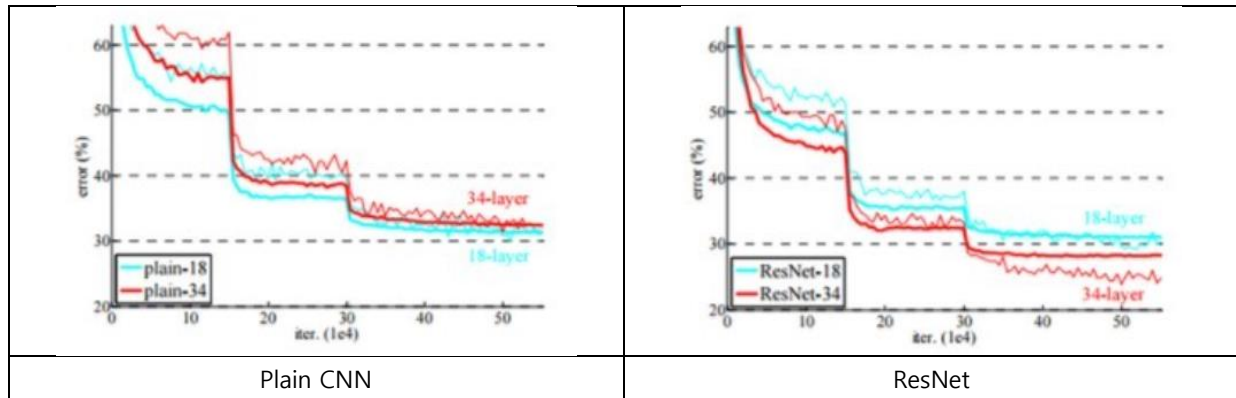 60
50
40
30
20
error (%)
34-layer
18-layer
plain-18
plain-34
0 10 20 30 40 50
iter. (1e4)
Plain CNN
60
50
40
30
20
error (%)
18-layer
34-layer
ResNet-18
ResNet-34
0 10 20 30 40 50
iter. (1e4)
ResNet